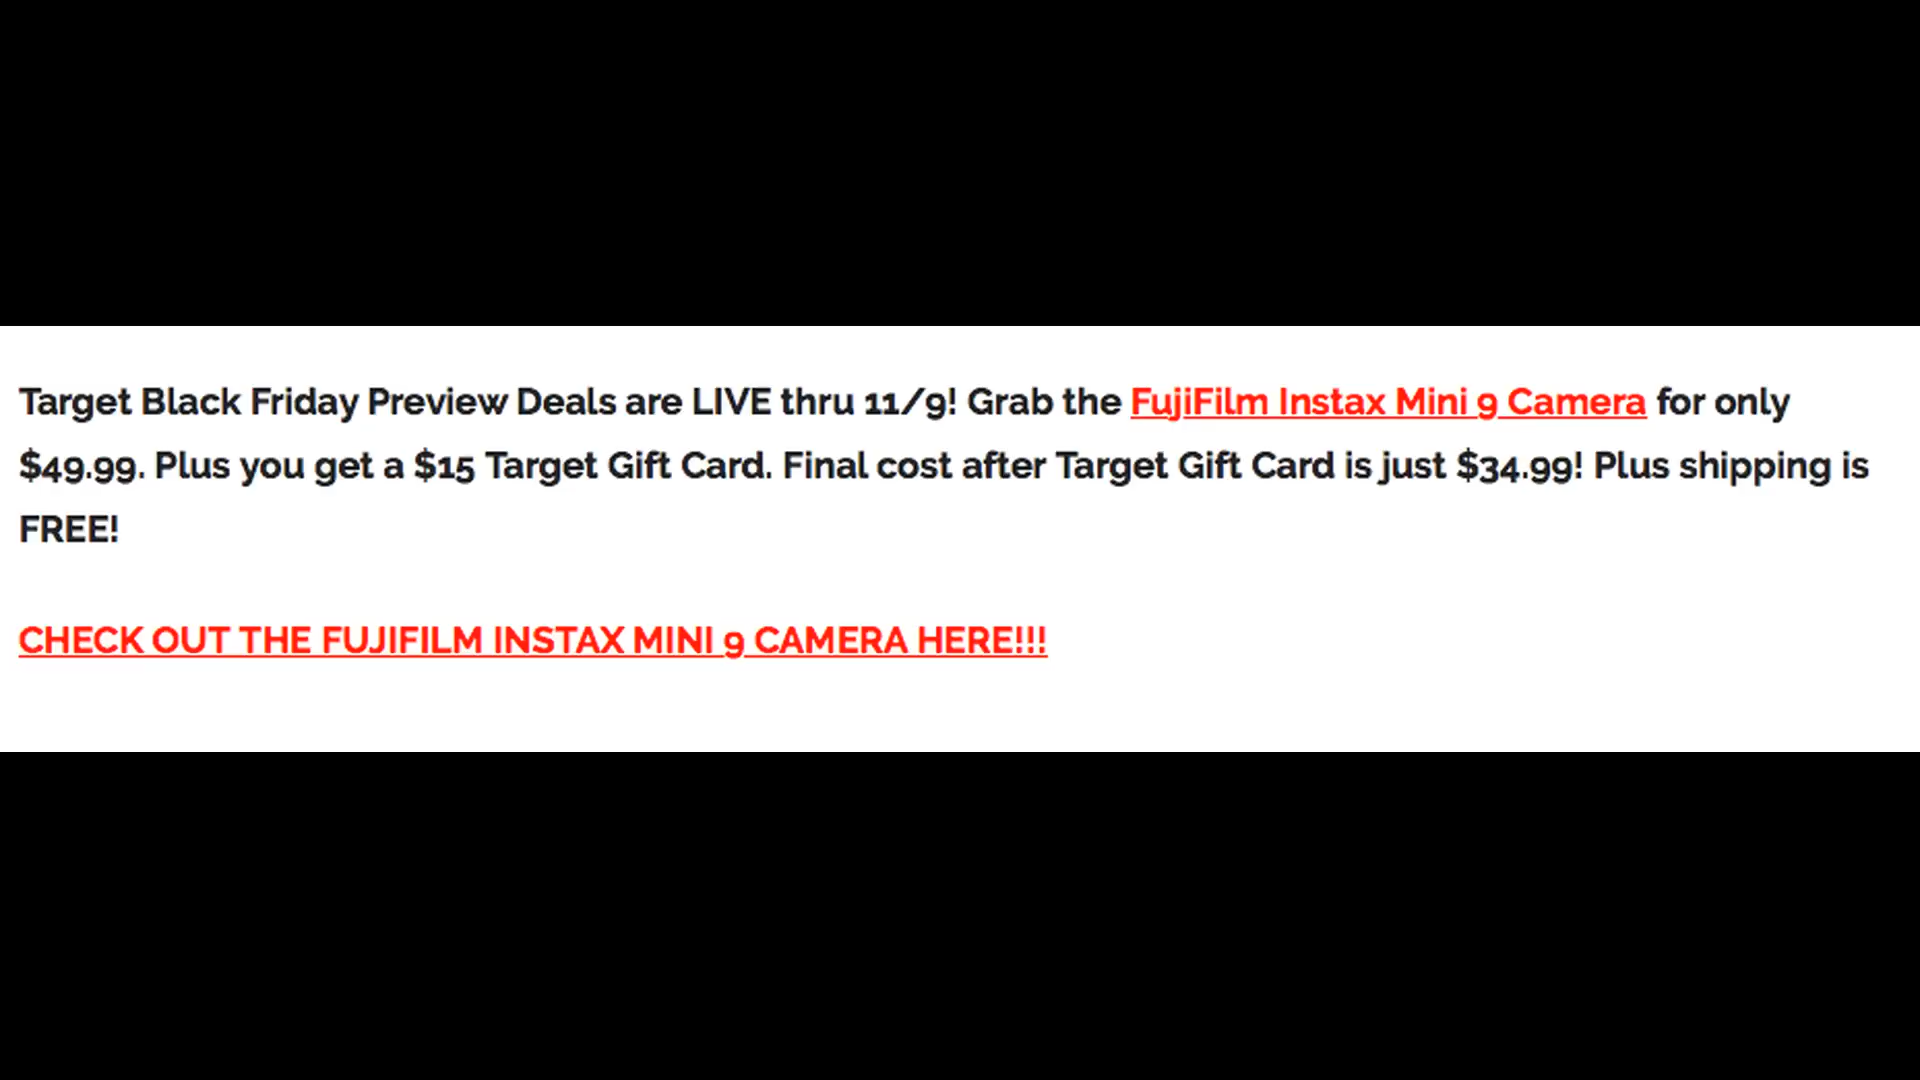 Target Black Friday Preview Deals are LIVE thru 11/9! Grab the FujiFilm Instax Mini 9 Camera for only
$49.99. Plus you get a $15 Target Gift Card. Final cost after Target Gift Card is just $34.99! Plus shipping is
FREE!
CHECK OUT THE FUJIFILM INSTAX MINI 9 CAMERA HERE!!!